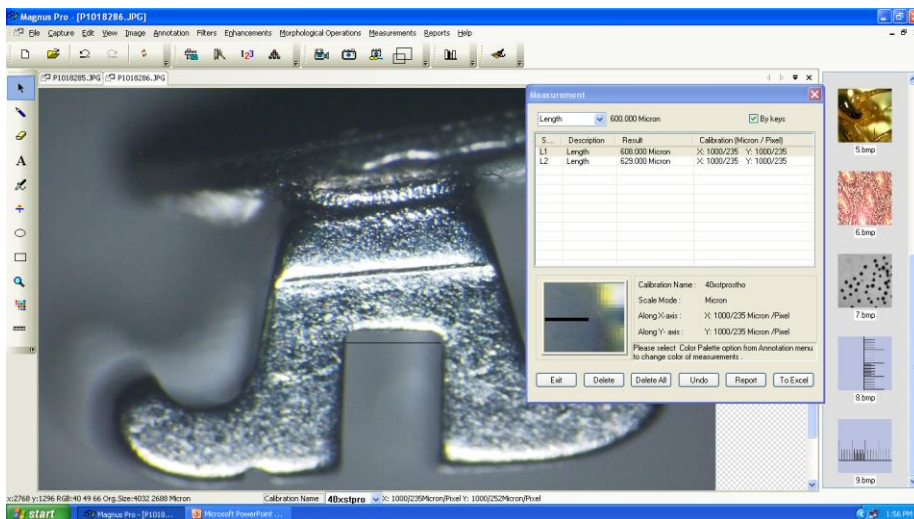 Magnus Pro - [P1018286.JPG]
File Capture Edit View Image Annotation Filters Enhancements Morphological Operations Measurements Reports Help
P1018285.JPG P1018286.JPG
Measurement
Length 600.000 Micron By keys
S... Description Result Calibration (Micron / Pixel)
L1 Length 608.000 Micron X: 1000/235 Y: 1000/235
L2 Length 629.000 Micron X: 1000/235 Y: 1000/235
Calibration Name : 40xstprostho
Scale Mode : Micron
Along X-axis : X: 1000/235 Micron /Pixel
Along Y- axis : Y: 1000/235 Micron /Pixel
Please select Color Palette option from Annotation menu
to change color of measurements .
Exit Delete Delete All Undo Report To Excel
5.bmp
6.bmp
7.bmp
8.bmp
9.bmp
x:2768 y:1296 RGB:40 49 66 Org.Size:4032 2688 Micron Calibration Name 40xstpro X: 1000/235Micron/Pixel Y: 1000/252Micron/Pixel
start Magnus Pro - [P1018... Microsoft PowerPoint ... 1:56 PM